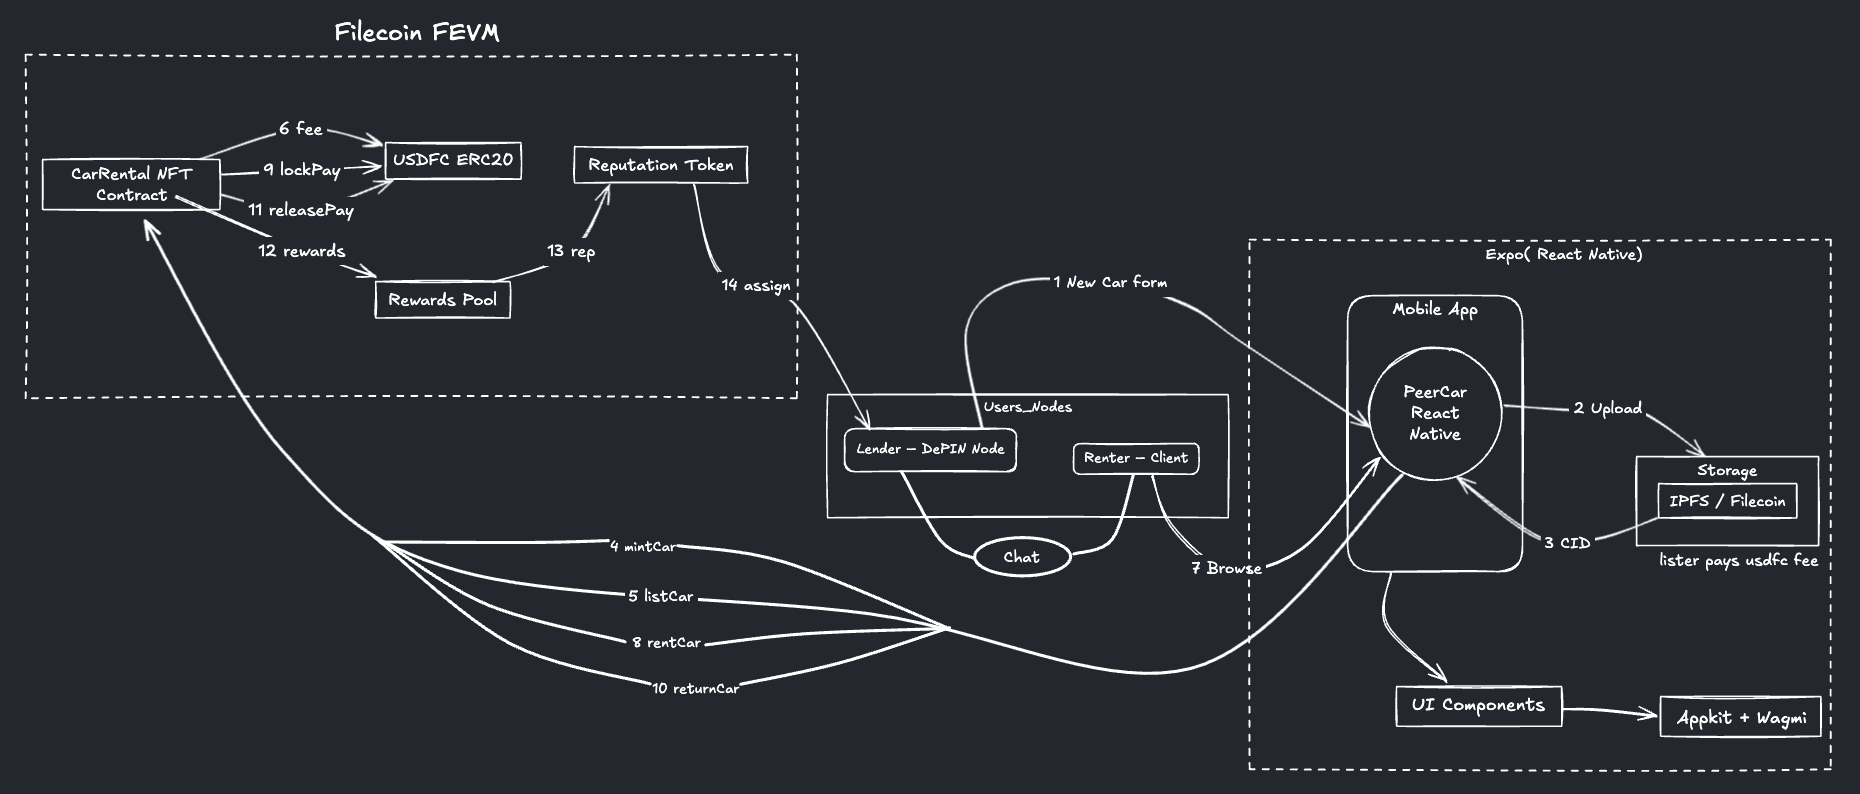 Filecoin FEVM
6 fee
CarRental NFT
Contract
9 lockPay
USDFC ERC20
11 releasePay
Reputation Token
12 rewards
13 rep
Rewards Pool
14 assign
1 New Car form
Expo( React Native)
Mobile App
PeerCar
React
Native
2 Upload
Users_Nodes
Lender – DePIN Node
Renter – Client
Storage
IPFS / Filecoin
3 CID
lister pays usdfc fee
Chat
7 Browse
4 mintCar
5 listCar
8 rentCar
10 returnCar
UI Components
Appkit + Wagmi